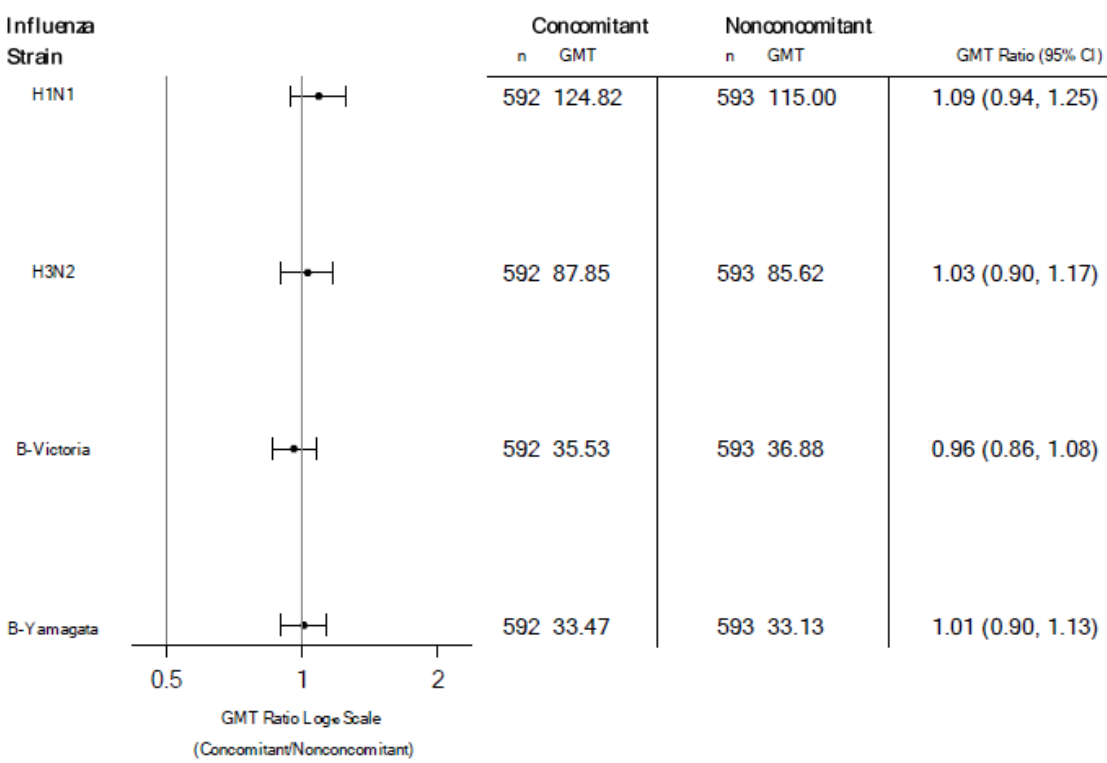 Influenza Concomitant Nonconcomitant
Strain n GMT n GMT GMT Ratio (95% CI)
H1N1 592 124.82 593 115.00 1.09 (0.94, 1.25)
H3N2 592 87.85 593 85.62 1.03 (0.90, 1.17)
B-Victoria 592 35.53 593 36.88 0.96 (0.86, 1.08)
B-Yamagata 592 33.47 593 33.13 1.01 (0.90, 1.13)
0.5 1 2
GMT Ratio Logₑ Scale
(Concomitant/Nonconcomitant)